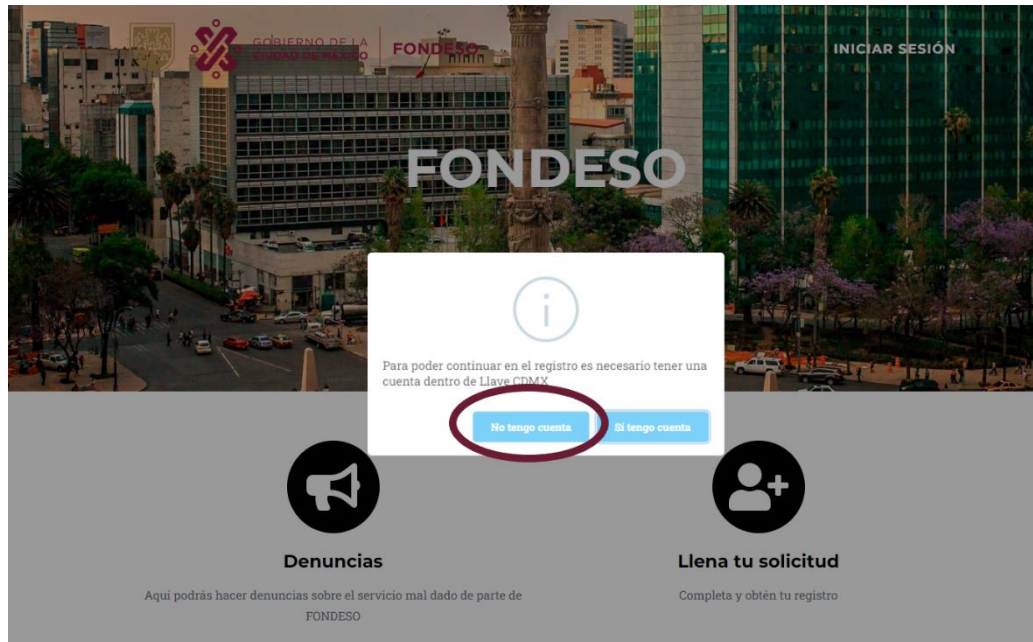 GOBIERNO DE LA
CIUDAD DE MÉXICO
FONDESO
INICIAR SESIÓN
FONDESO
Para poder continuar en el registro es necesario tener una
cuenta dentro de Llave CDMX
No tengo cuenta
Sí tengo cuenta
Denuncias
Llena tu solicitud
Aquí podrás hacer denuncias sobre el servicio mal dado de parte de
FONDESO
Completa y obtén tu registro